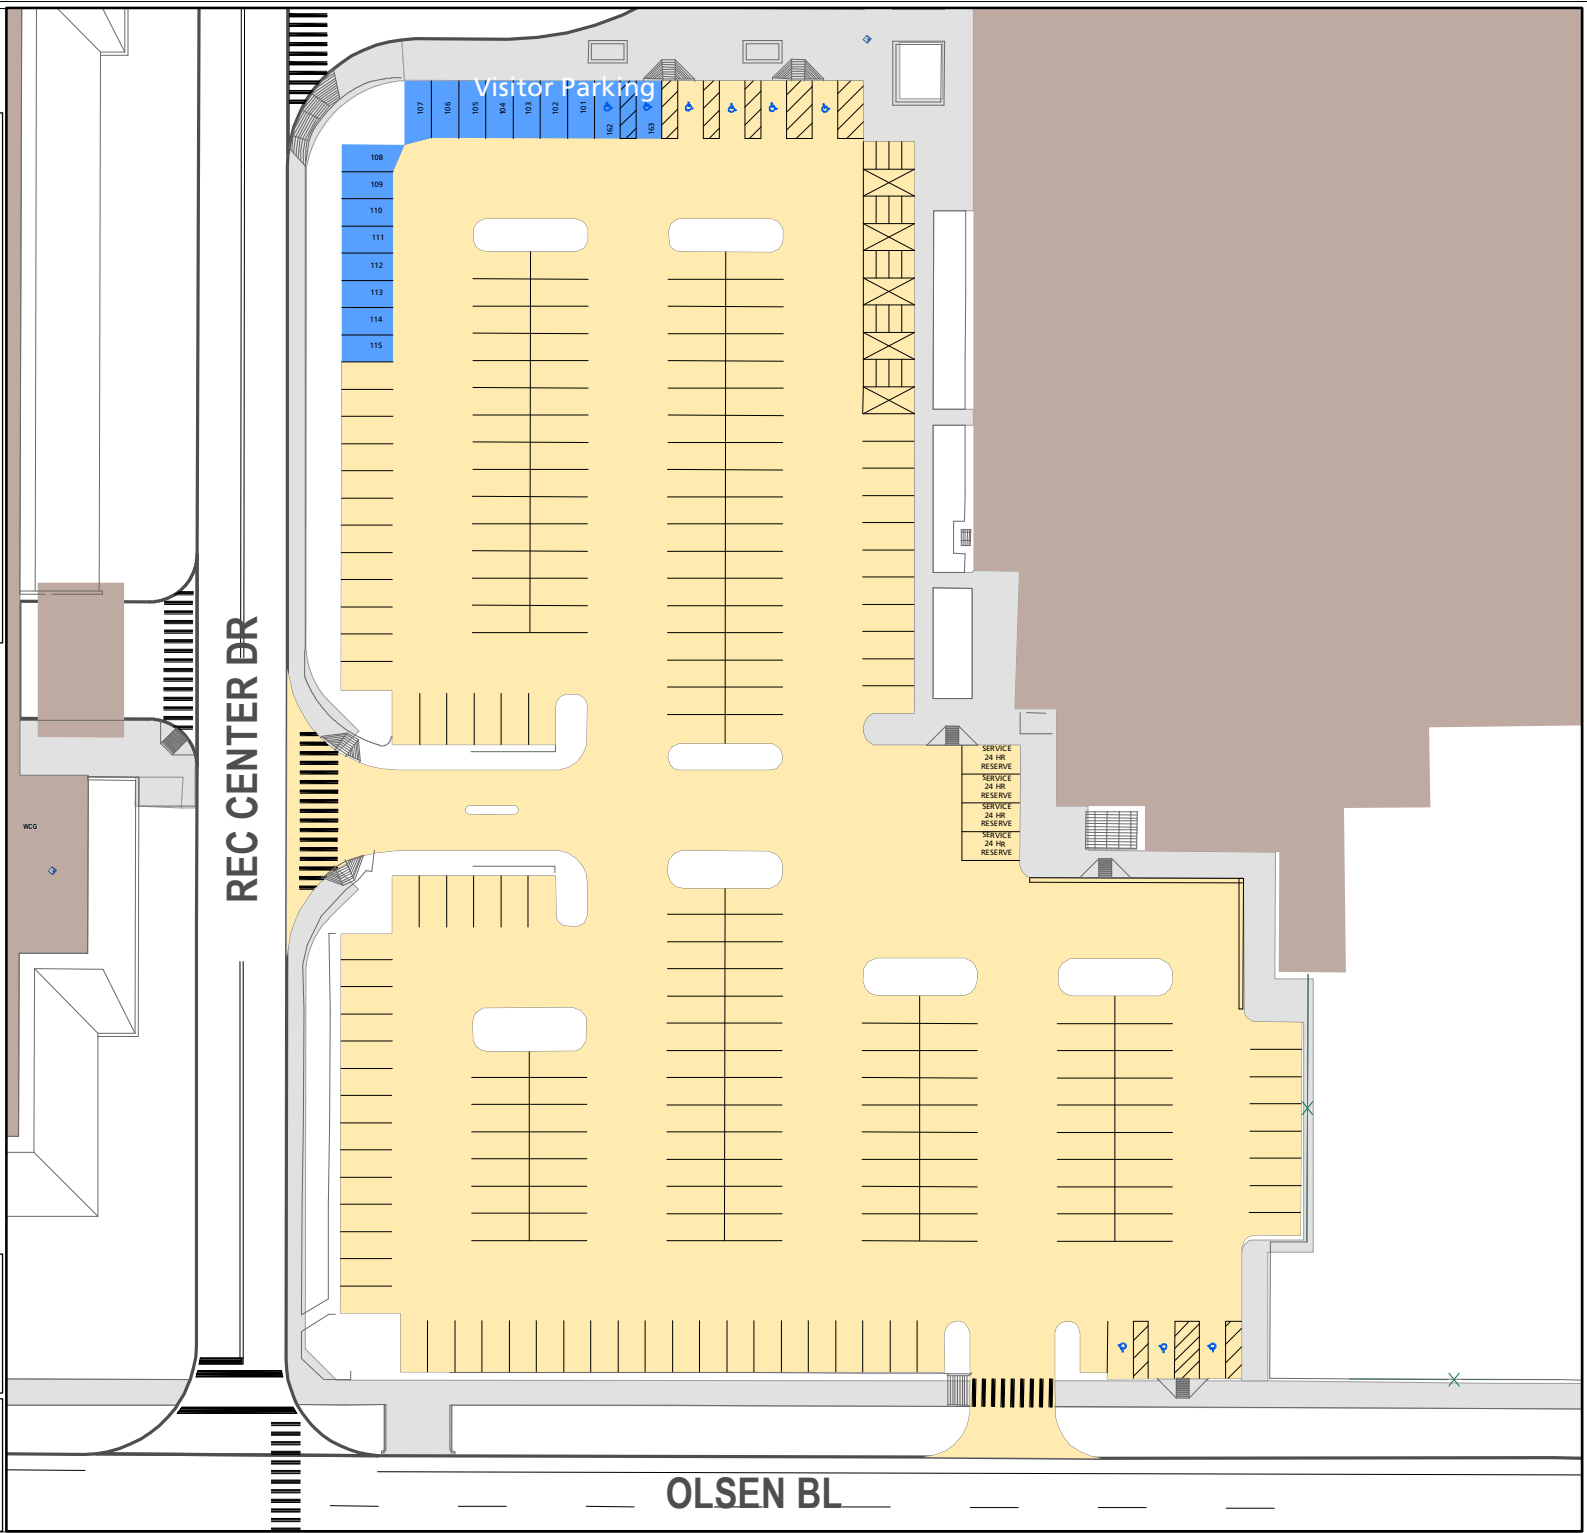 Visitor Parking
107
106
105
104
103
102
101
162
163
108
109
110
111
112
113
114
115
REC CENTER DR
SERVICE
24 HR
RESERVE
SERVICE
24 HR
RESERVE
SERVICE
24 HR
RESERVE
SERVICE
24 HR
RESERVE
WCG
OLSEN BL